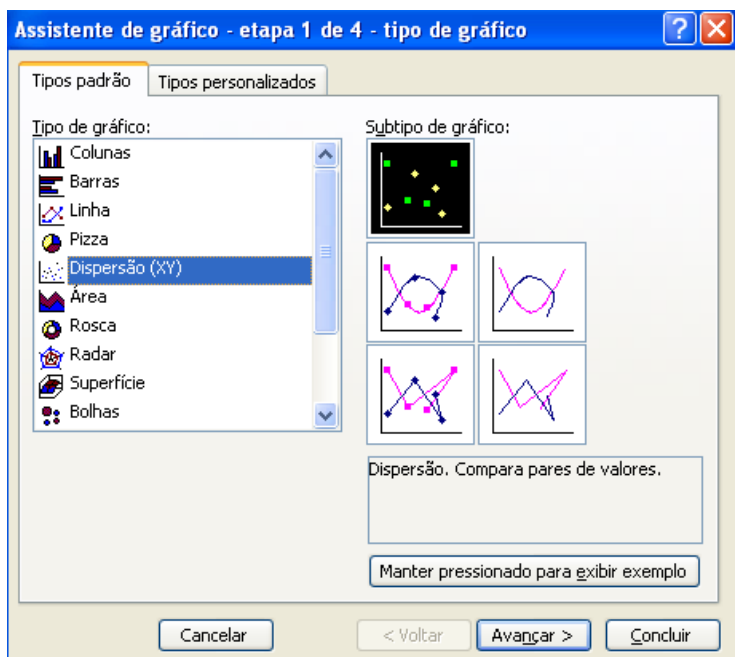 Assistente de gráfico - etapa 1 de 4 - tipo de gráfico
Tipos padrão
Tipos personalizados
Tipo de gráfico:
Colunas
Barras
Linha
Pizza
Dispersão (XY)
Área
Rosca
Radar
Superfície
Bolhas
Subtipo de gráfico:
Dispersão. Compara pares de valores.
Manter pressionado para exibir exemplo
Cancelar
< Voltar
Avançar >
Concluir